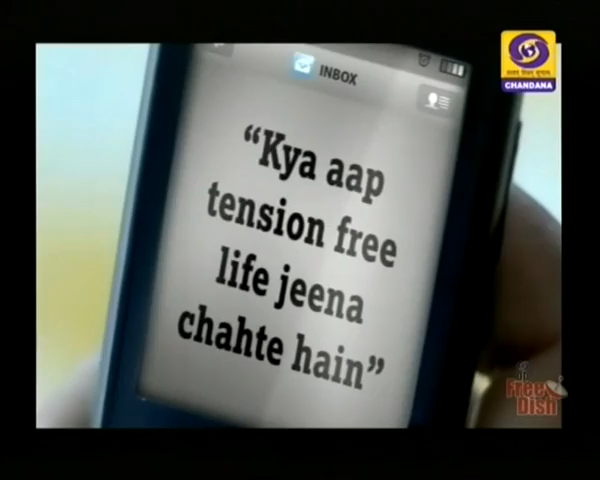 INBOX
“Kya aap
tension free
life jeena
chahte hain”
CHANDANA
Free
Dish